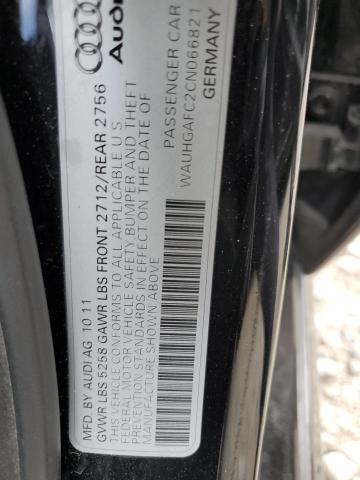 Audi
MFD BY AUDI AG 10 11
GVWR LBS 5258 GAWR LBS FRONT 2712/REAR 2756
THIS VEHICLE CONFORMS TO ALL APPLICABLE U S
FEDERAL MOTOR VEHICLE SAFETY BUMPER AND THEFT
PREVENTION STANDARDS IN EFFECT ON THE DATE OF
MANUFACTURE SHOWN ABOVE
PASSENGER CAR
WAUHGAFC2CN066821
GERMANY